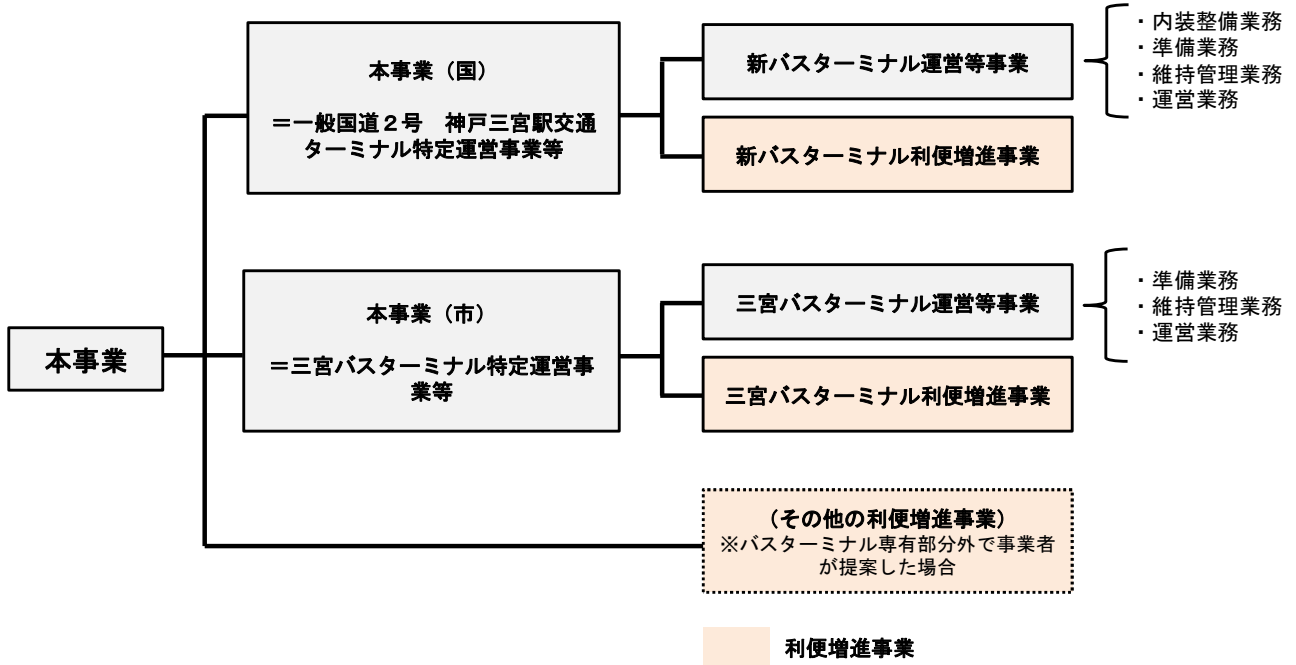 本事業
本事業（国）
＝一般国道２号　神戸三宮駅交通
ターミナル特定運営事業等
新バスターミナル運営等事業
・内装整備業務
・準備業務
・維持管理業務
・運営業務
新バスターミナル利便増進事業
本事業（市）
＝三宮バスターミナル特定運営事
業等
三宮バスターミナル運営等事業
・準備業務
・維持管理業務
・運営業務
三宮バスターミナル利便増進事業
（その他の利便増進事業）
※バスターミナル専有部分外で事業者
が提案した場合
利便増進事業